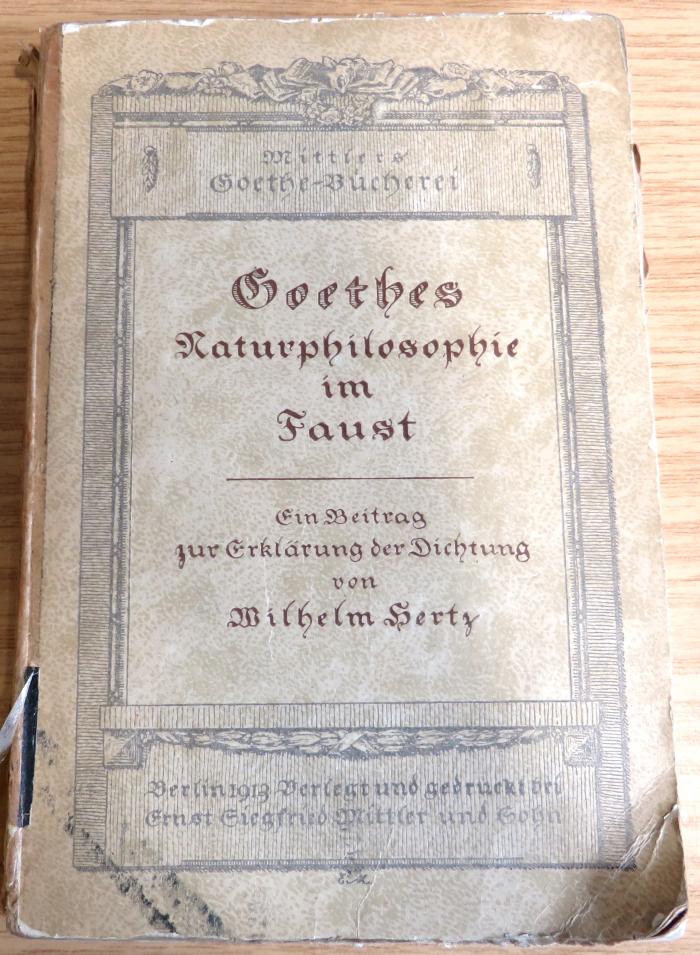 Mittlers
Goethe-Bücherei
Goethes
Naturphilosophie
im
Faust
Ein Beitrag
zur Erklärung der Dichtung
von
Wilhelm Hertz
Berlin 1913 Verlegt und gedruckt bei
Ernst Siegfried Mittler und Sohn